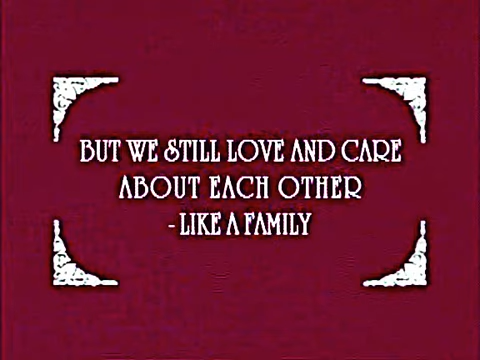 BUT WE STILL LOVE AND CARE
ABOUT EACH OTHER
- LIKE A FAMILY